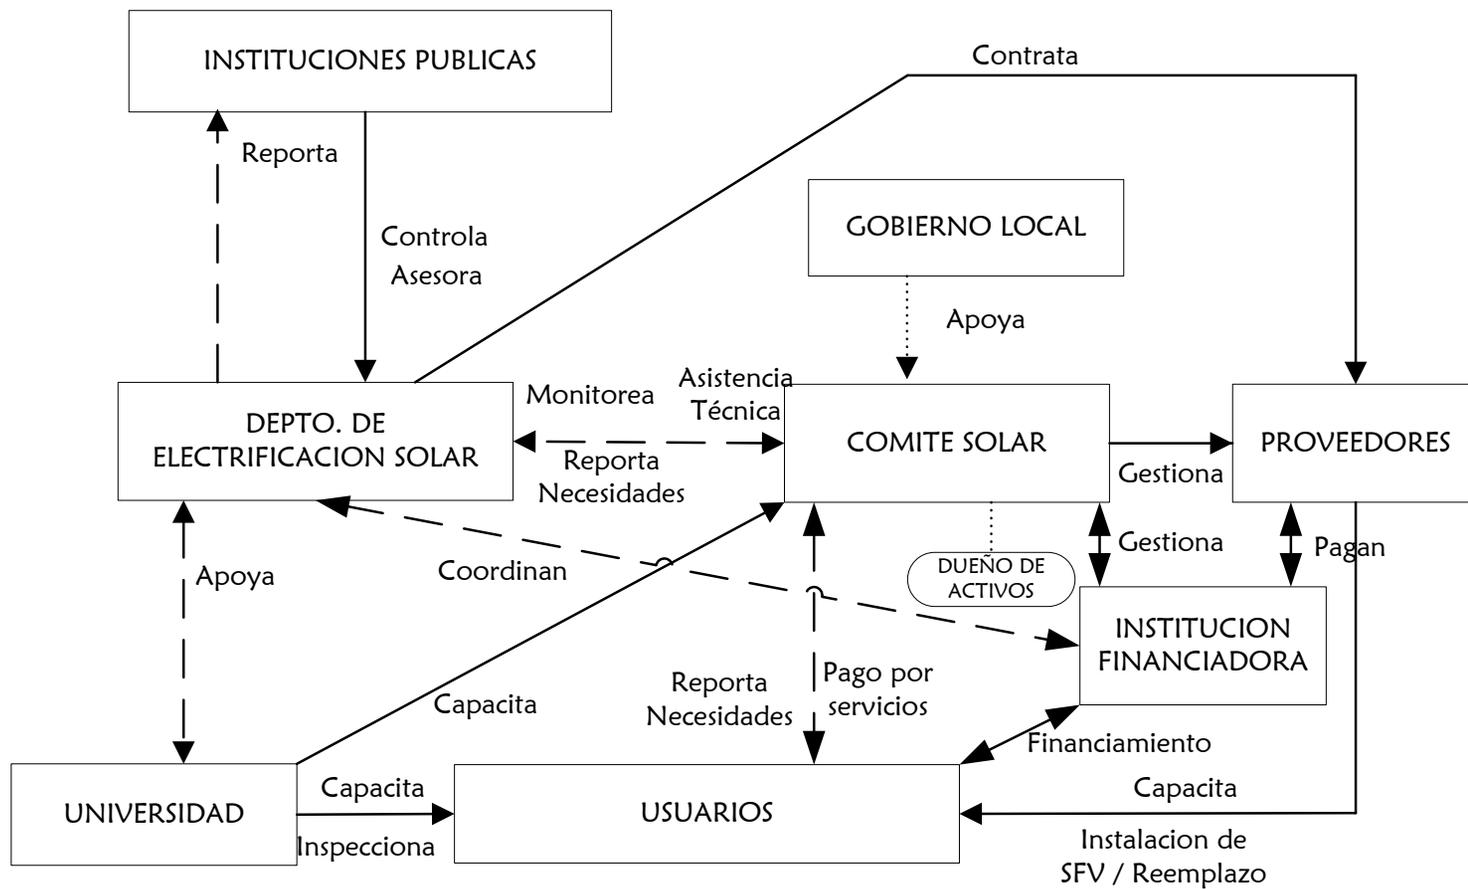 INSTITUCIONES PUBLICAS
Contrata
Reporta
Controla
Asesora
GOBIERNO LOCAL
Apoya
DEPTO. DE
ELECTRIFICACION SOLAR
Monitorea
Asistencia
Técnica
Reporta
Necesidades
COMITE SOLAR
Gestiona
PROVEEDORES
Apoya
Coordinan
DUEÑO DE
ACTIVOS
Gestiona
Pagan
INSTITUCION
FINANCIADORA
Capacita
Reporta
Necesidades
Pago por
servicios
Financiamiento
UNIVERSIDAD
Capacita
Inspecciona
USUARIOS
Capacita
Instalacion de
SFV / Reemplazo